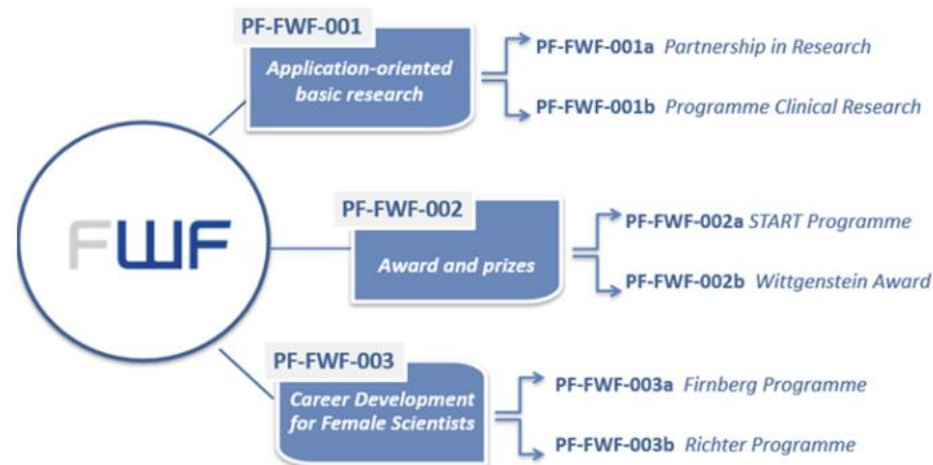 PF-FWF-001
Application-oriented
basic research
PF-FWF-001a Partnership in Research
PF-FWF-001b Programme Clinical Research
FWF
PF-FWF-002
Award and prizes
PF-FWF-002a START Programme
PF-FWF-002b Wittgenstein Award
PF-FWF-003
Career Development
for Female Scientists
PF-FWF-003a Firnberg Programme
PF-FWF-003b Richter Programme